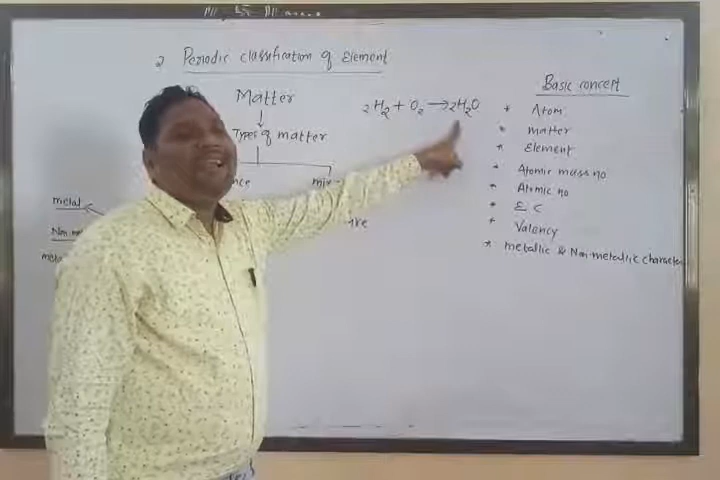 2 Periodic classification of Element
Matter
Types of matter
metal
2H₂ + O₂ → 2H₂O
Basic concept
* Atom
* matter
* Element
* Atomic mass no
* Atomic no
* E C
* Valency
* metallic & Non-metallic character